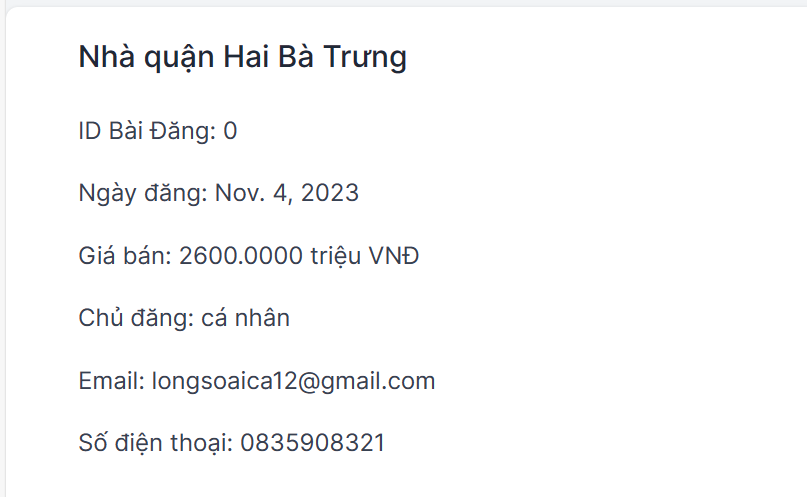 Nhà quận Hai Bà Trưng
ID Bài Đăng: 0
Ngày đăng: Nov. 4, 2023
Giá bán: 2600.0000 triệu VNĐ
Chủ đăng: cá nhân
Email: longsoaica12@gmail.com
Số điện thoại: 0835908321